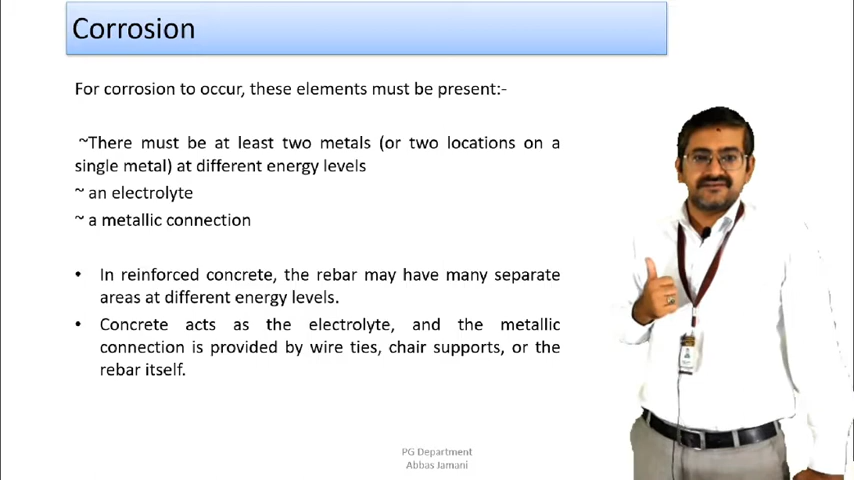 Corrosion
For corrosion to occur, these elements must be present:-
~There must be at least two metals (or two locations on a
single metal) at different energy levels
~ an electrolyte
~ a metallic connection
• In reinforced concrete, the rebar may have many separate
areas at different energy levels.
• Concrete acts as the electrolyte, and the metallic
connection is provided by wire ties, chair supports, or the
rebar itself.
PG Department
Abbas Jamani